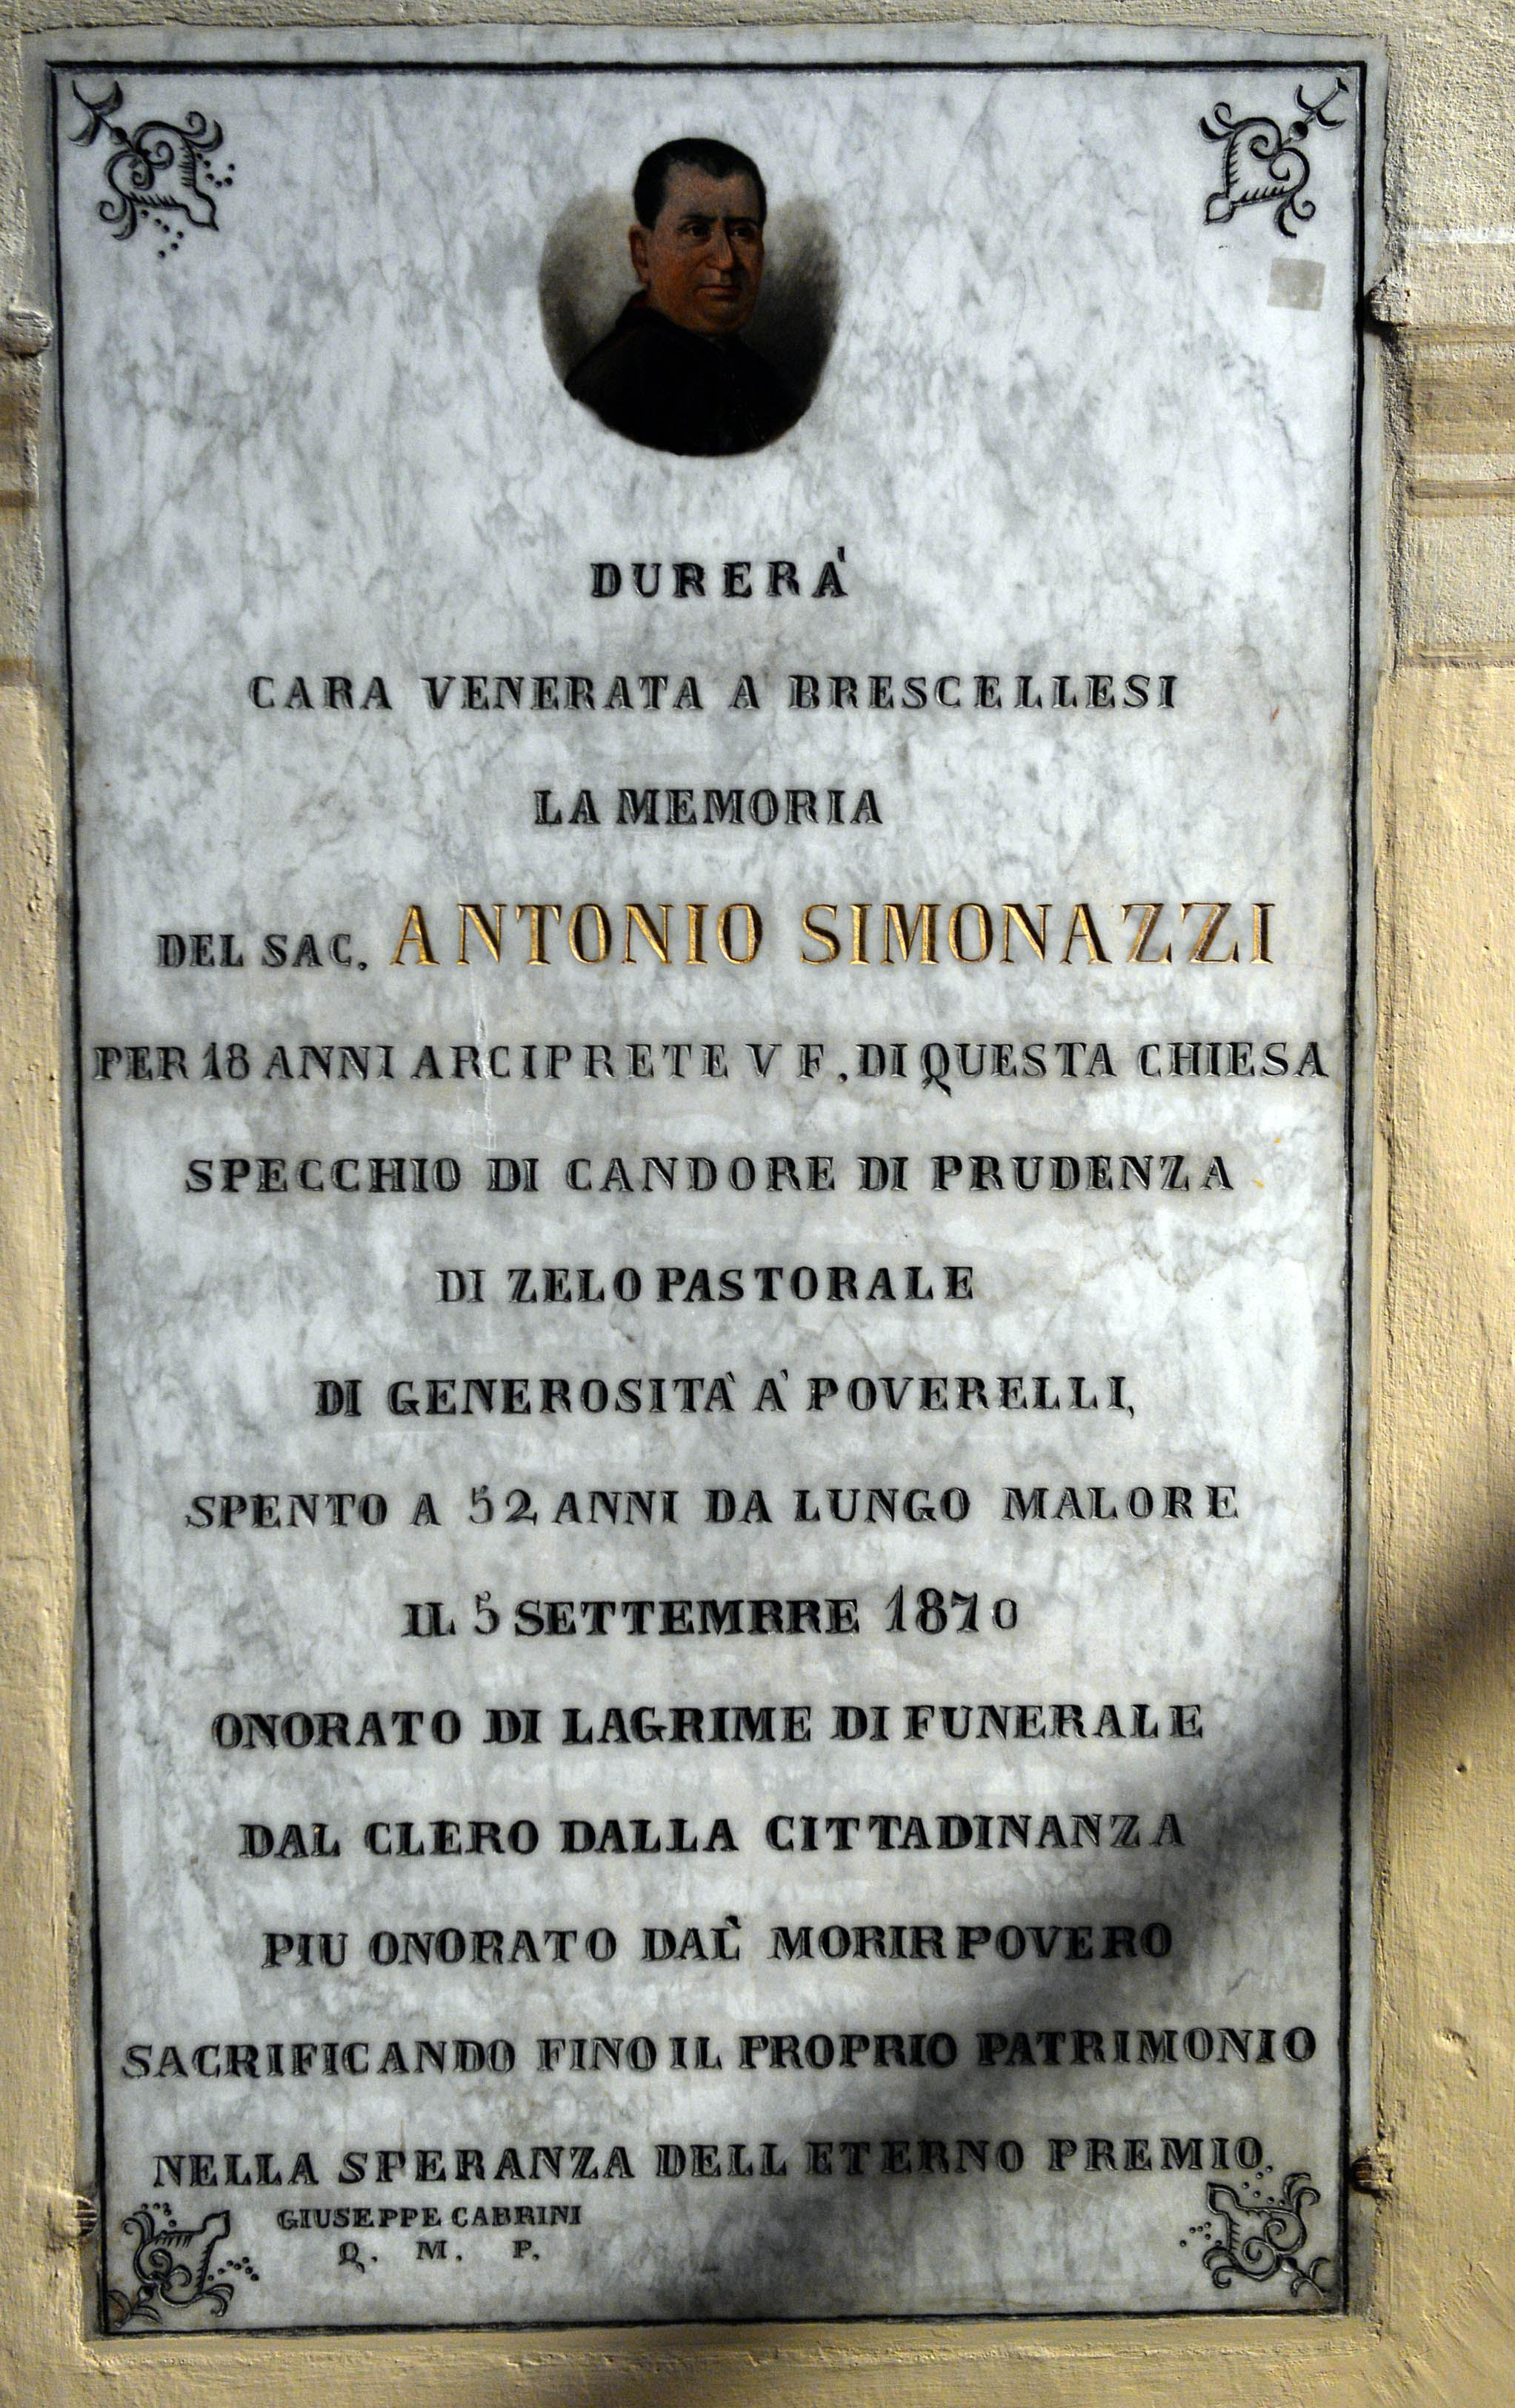 DURERÀ
CARA VENERATA A BRESCELLESI
LA MEMORIA
DEL SAC. ANTONIO SIMONAZZI
PER 18 ANNI ARCIPRETE V F. DI QUESTA CHIESA
SPECCHIO DI CANDORE DI PRUDENZA
DI ZELO PASTORALE
DI GENEROSITA' A' POVERELLI,
SPENTO A 52 ANNI DA LUNGO MALORE
IL 5 SETTEMBRE 1870
ONORATO DI LAGRIME DI FUNERALE
DAL CLERO DALLA CITTADINANZA
PIU ONORATO DAL MORIR POVERO
SACRIFICANDO FINO IL PROPRIO PATRIMONIO
NELLA SPERANZA DELL ETERNO PREMIO.
GIUSEPPE CABRINI
Q. M. P.